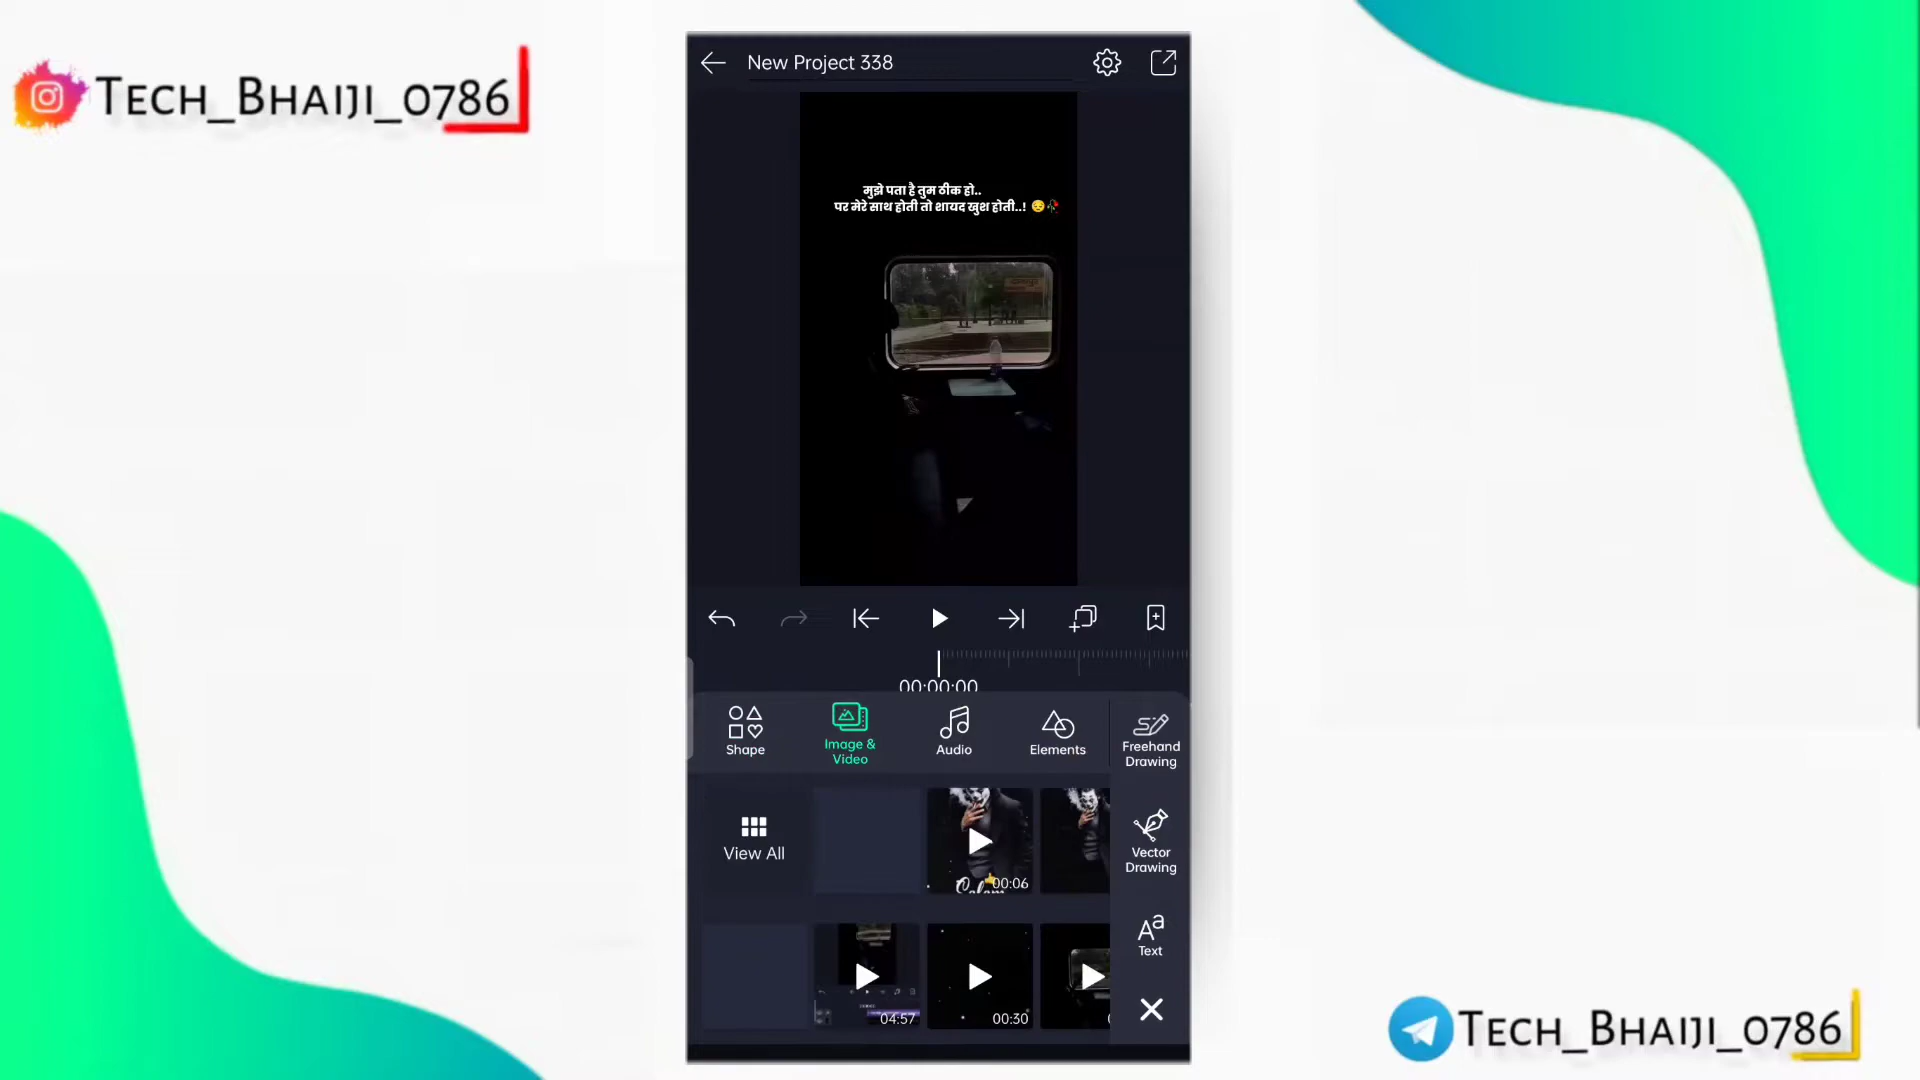 TECH_BHAIJI_0786
New Project 338
मुझे पता है तुम ठीक हो..
पर मेरे साथ होती तो शायद खुश होती..! 😔🥀
00:00:00
Shape
Image &
Video
Audio
Elements
Freehand
Drawing
View All
00:06
Vector
Drawing
Aa
Text
04:57
00:30
TECH_BHAIJI_0786